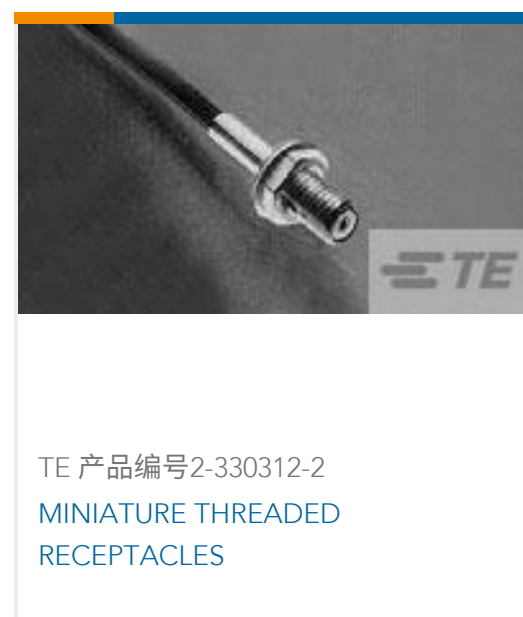 TE
TE 产品编号2-330312-2
MINIATURE THREADED
RECEPTACLES